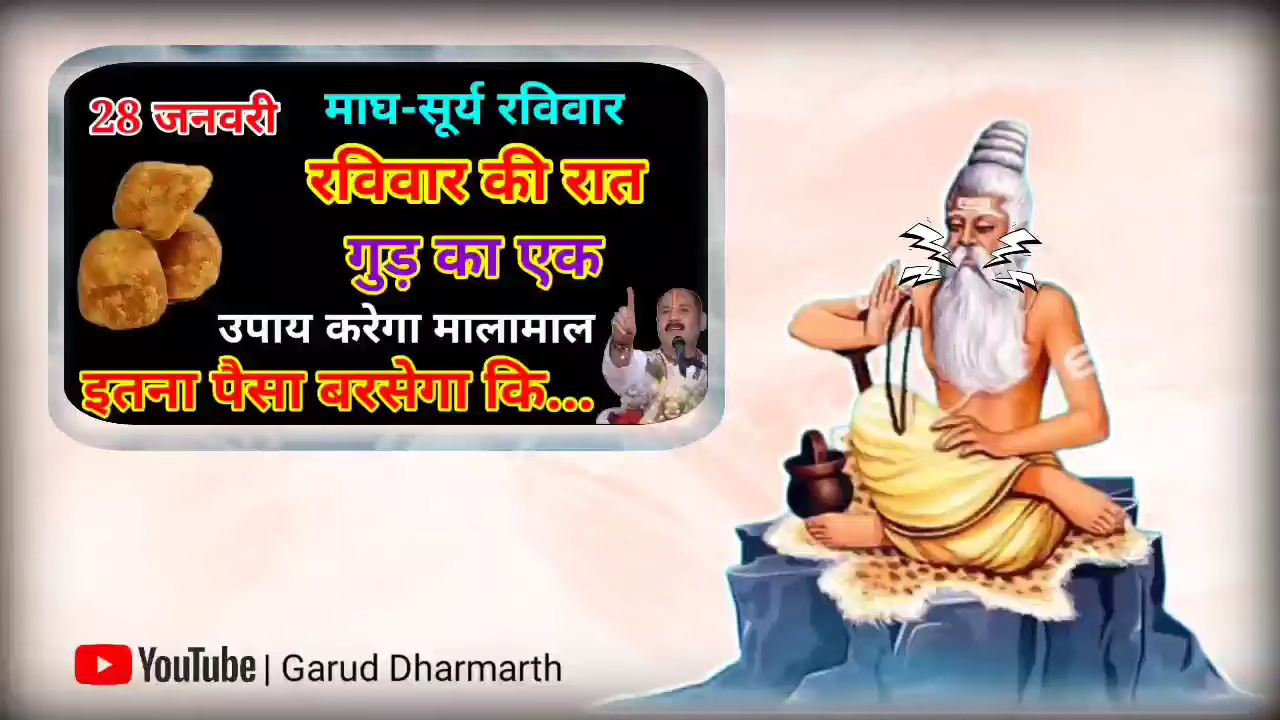 28 जनवरी माघ-सूर्य रविवार
रविवार की रात
गुड़ का एक
उपाय करेगा मालामाल
इतना पैसा बरसेगा कि...
YouTube | Garud Dharmarth